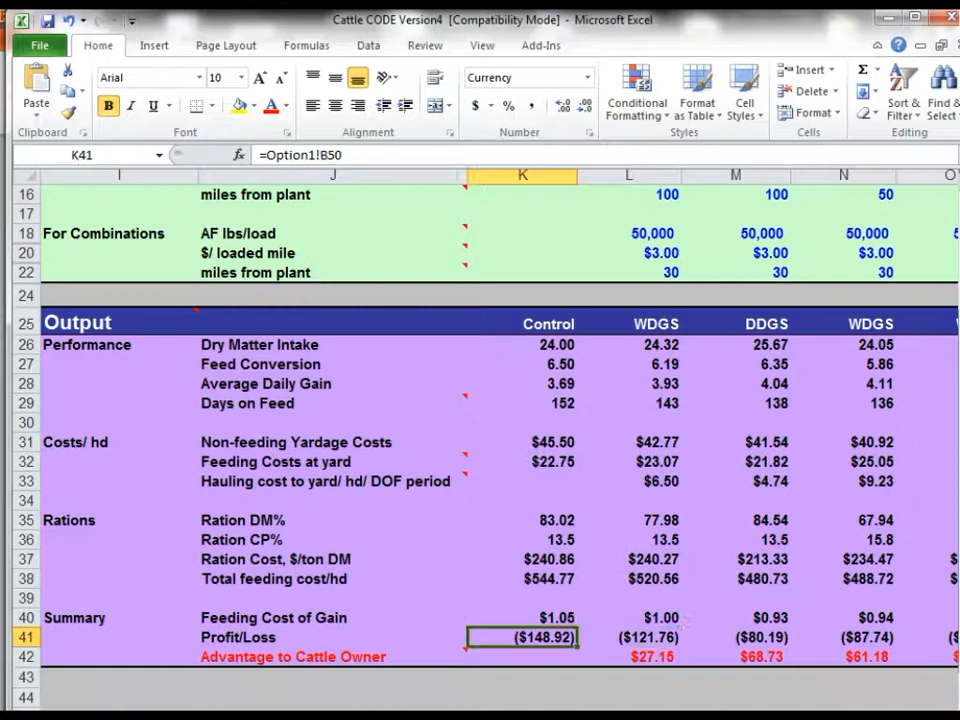 Cattle CODE Version4 [Compatibility Mode] - Microsoft Excel
File Home Insert Page Layout Formulas Data Review View Add-Ins
Paste Arial 10 A A Currency Conditional Formatting Format as Table Cell Styles Insert Delete Format Sort & Filter Find & Select
B I U A $ % , .00
Clipboard Font Alignment Number Styles Cells Editing
K41 fx =Option1!B50
I J K L M N O
16 miles from plant 100 100 50
17
18 For Combinations AF lbs/load 50,000 50,000 50,000
20 $/ loaded mile $3.00 $3.00 $3.00
22 miles from plant 30 30 30
24
25 Output Control WDGS DDGS WDGS
26 Performance Dry Matter Intake 24.00 24.32 25.67 24.05
27 Feed Conversion 6.50 6.19 6.35 5.86
28 Average Daily Gain 3.69 3.93 4.04 4.11
29 Days on Feed 152 143 138 136
30
31 Costs/ hd Non-feeding Yardage Costs $45.50 $42.77 $41.54 $40.92
32 Feeding Costs at yard $22.75 $23.07 $21.82 $25.05
33 Hauling cost to yard/ hd/ DOF period $6.50 $4.74 $9.23
34
35 Rations Ration DM% 83.02 77.98 84.54 67.94
36 Ration CP% 13.5 13.5 13.5 15.8
37 Ration Cost, $/ton DM $240.86 $240.27 $213.33 $234.47
38 Total feeding cost/hd $544.77 $520.56 $480.73 $488.72
39
40 Summary Feeding Cost of Gain $1.05 $1.00 $0.93 $0.94
41 Profit/Loss ($148.92) ($121.76) ($80.19) ($87.74)
42 Advantage to Cattle Owner $27.15 $68.73 $61.18
43
44